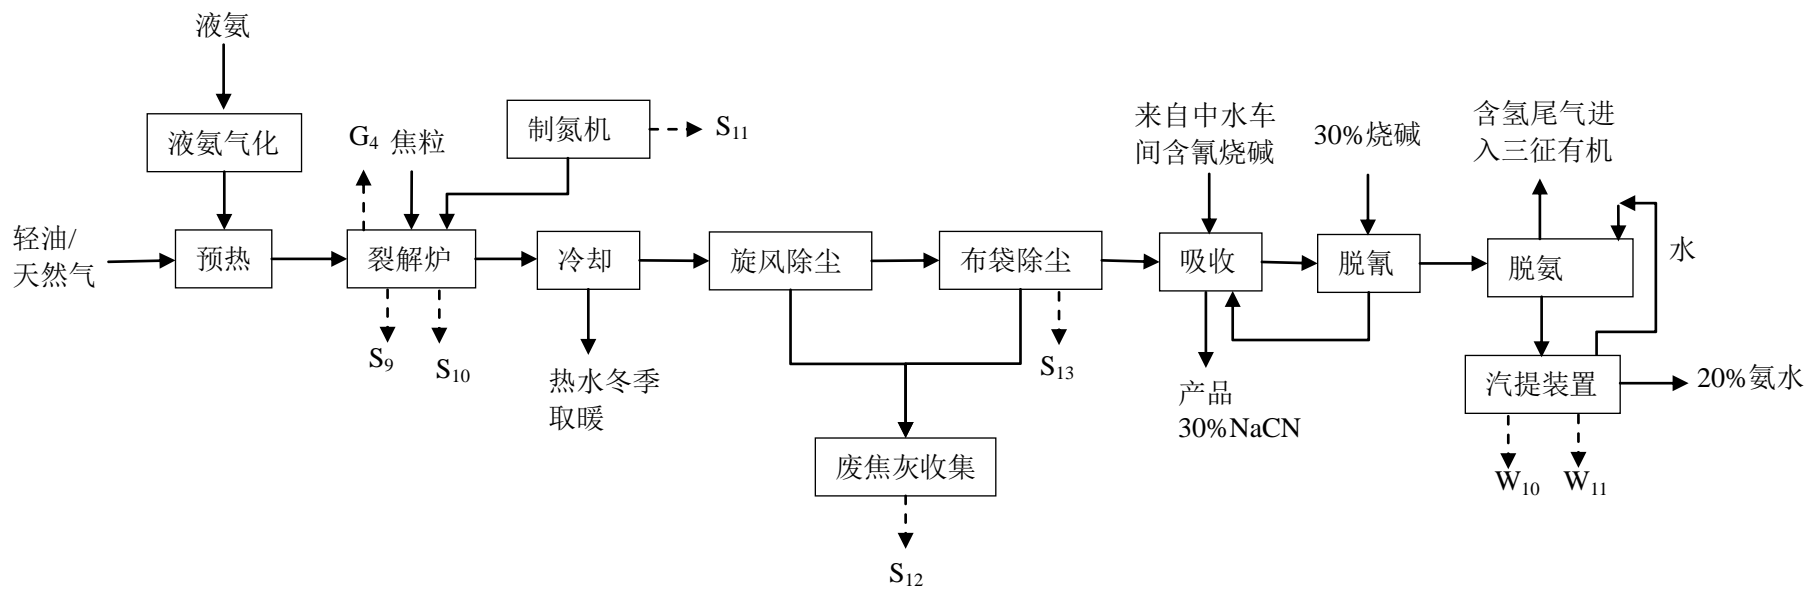 液氨
液氨气化
G4
焦粒
制氮机
S11
来自中水车
间含氰烧碱
30%烧碱
含氢尾气进
入三征有机
轻油/
天然气
预热
裂解炉
冷却
旋风除尘
布袋除尘
吸收
脱氰
脱氨
水
S9
S10
热水冬季
取暖
S13
产品
30%NaCN
汽提装置
20%氨水
废焦灰收集
W10
W11
S12